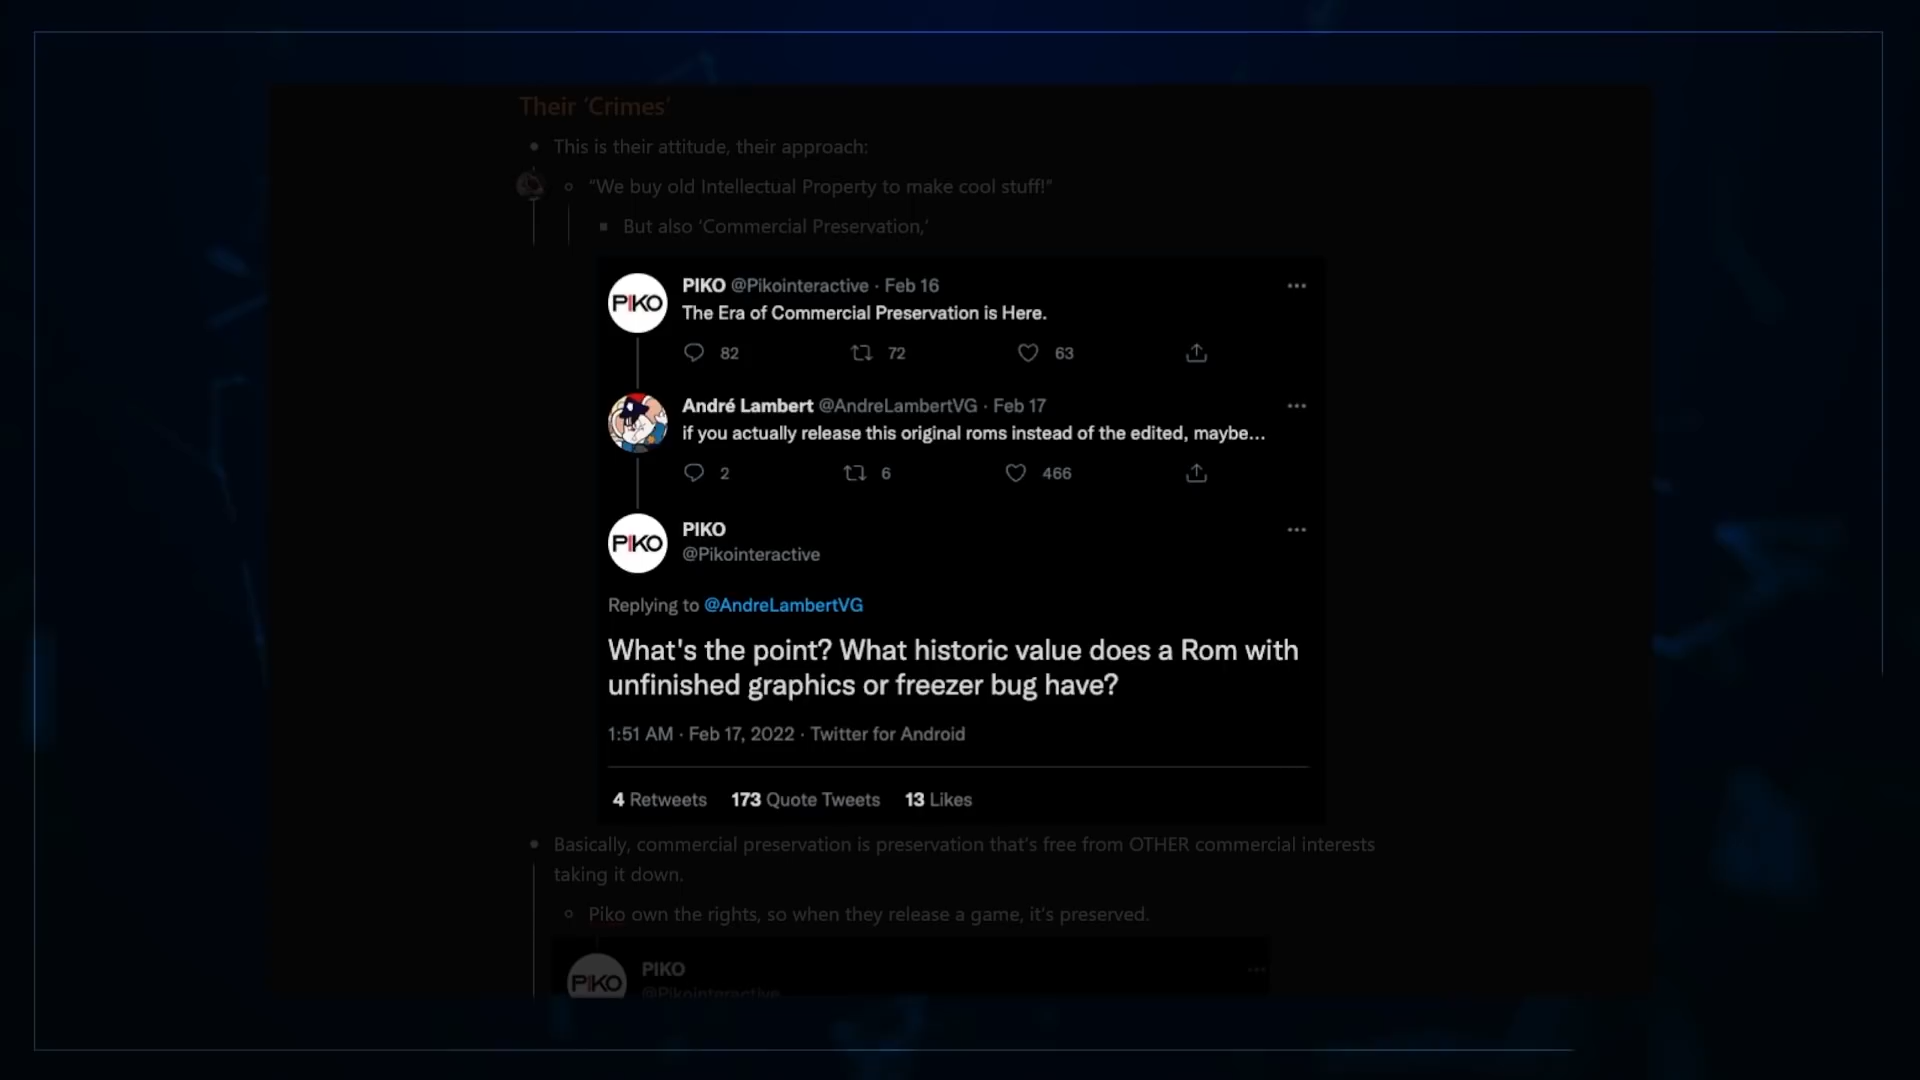 Their ‘Crimes’
This is their attitude, their approach:
“We buy old Intellectual Property to make cool stuff!”
But also ‘Commercial Preservation,’
PIKO
PIKO @Pikointeractive · Feb 16
The Era of Commercial Preservation is Here.
82 72 63
André Lambert @AndreLambertVG · Feb 17
if you actually release this original roms instead of the edited, maybe...
2 6 466
PIKO
PIKO
@Pikointeractive
Replying to @AndreLambertVG
What's the point? What historic value does a Rom with
unfinished graphics or freezer bug have?
1:51 AM · Feb 17, 2022 · Twitter for Android
4 Retweets 173 Quote Tweets 13 Likes
Basically, commercial preservation is preservation that's free from OTHER commercial interests
taking it down.
Piko own the rights, so when they release a game, it's preserved.
PIKO
PIKO
@Pikointeractive